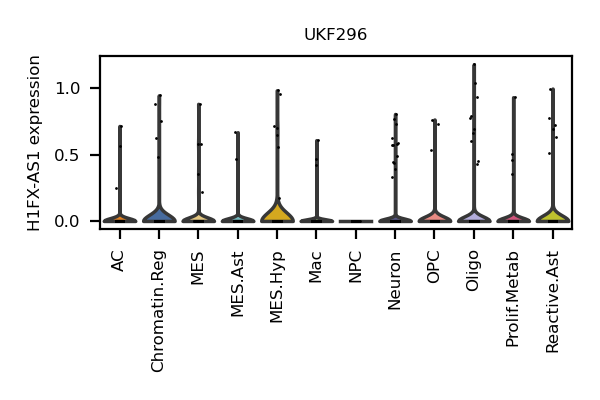 UKF296
H1FX-AS1 expression
1.0
0.5
0.0
AC
Chromatin.Reg
MES
MES.Ast
MES.Hyp
Mac
NPC
Neuron
OPC
Oligo
Prolif.Metab
Reactive.Ast